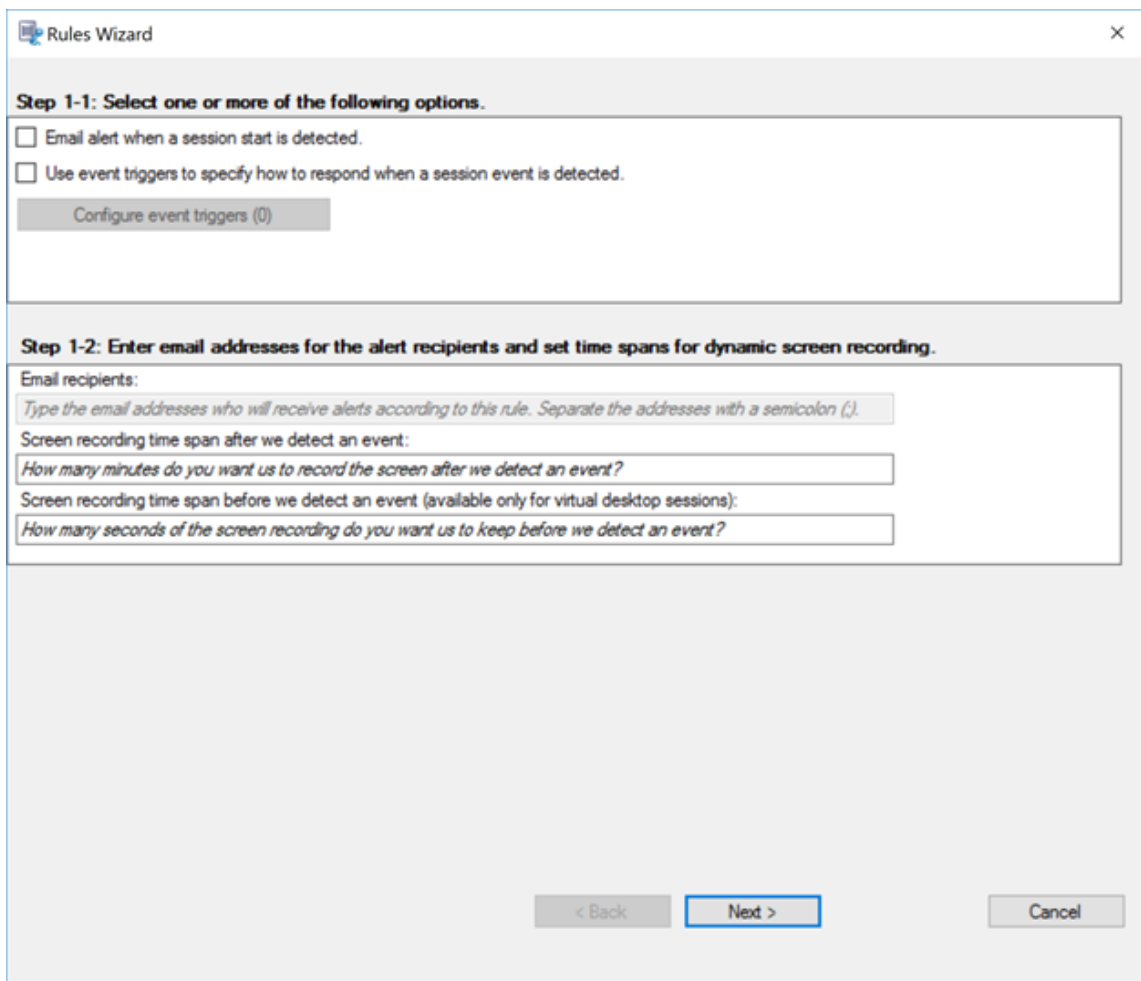 Rules Wizard
Step 1-1: Select one or more of the following options.
Email alert when a session start is detected.
Use event triggers to specify how to respond when a session event is detected.
Configure event triggers (0)
Step 1-2: Enter email addresses for the alert recipients and set time spans for dynamic screen recording.
Email recipients:
Type the email addresses who will receive alerts according to this rule. Separate the addresses with a semicolon (;).
Screen recording time span after we detect an event:
How many minutes do you want us to record the screen after we detect an event?
Screen recording time span before we detect an event (available only for virtual desktop sessions):
How many seconds of the screen recording do you want us to keep before we detect an event?
< Back Next > Cancel